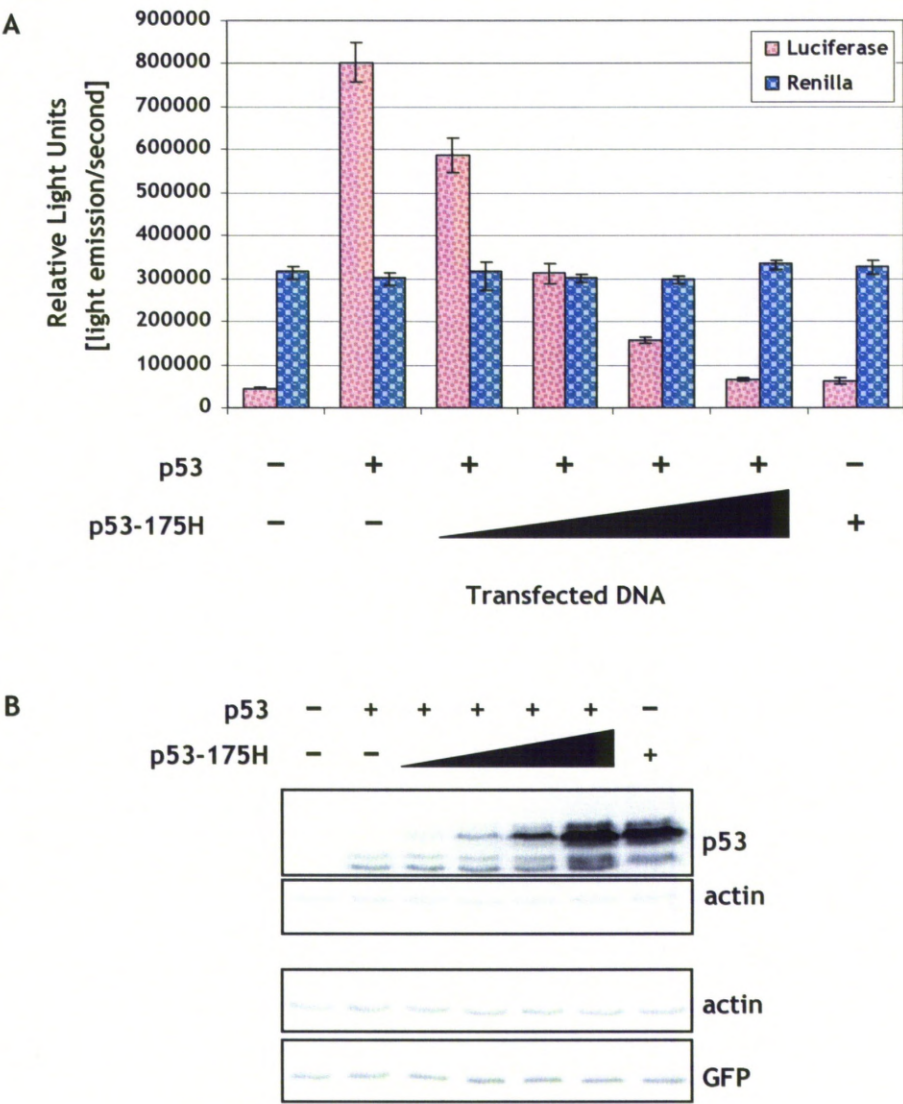 A
900000
800000
700000
600000
500000
400000
300000
200000
100000
0
Relative Light Units
[light emission/second]
Luciferase
Renilla
p53 − + + + + + −
p53-175H − − +
Transfected DNA
B
p53 − + + + + + −
p53-175H − − +
p53
actin
actin
GFP